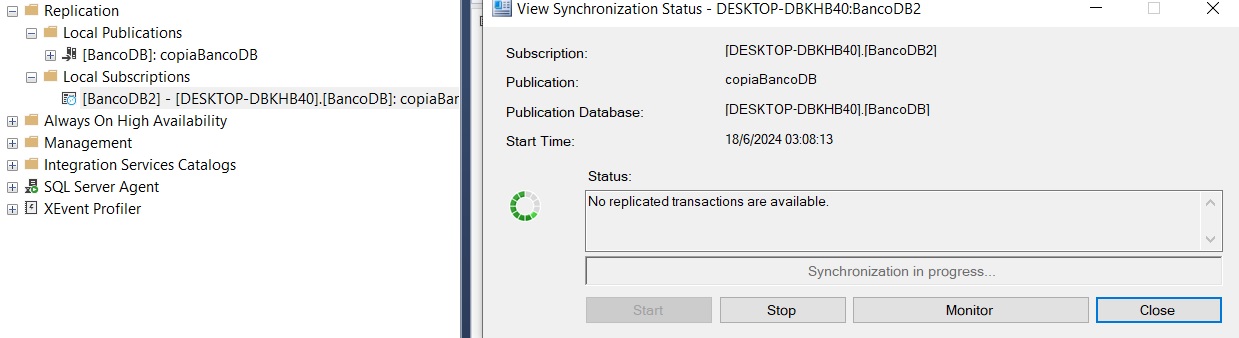 Replication
Local Publications
[BancoDB]: copiaBancoDB
Local Subscriptions
[BancoDB2] - [DESKTOP-DBKHB40].[BancoDB]: copiaBar
Always On High Availability
Management
Integration Services Catalogs
SQL Server Agent
XEvent Profiler
View Synchronization Status - DESKTOP-DBKHB40:BancoDB2
Subscription: [DESKTOP-DBKHB40].[BancoDB2]
Publication: copiaBancoDB
Publication Database: [DESKTOP-DBKHB40].[BancoDB]
Start Time: 18/6/2024 03:08:13
Status:
No replicated transactions are available.
Synchronization in progress...
Start Stop Monitor Close